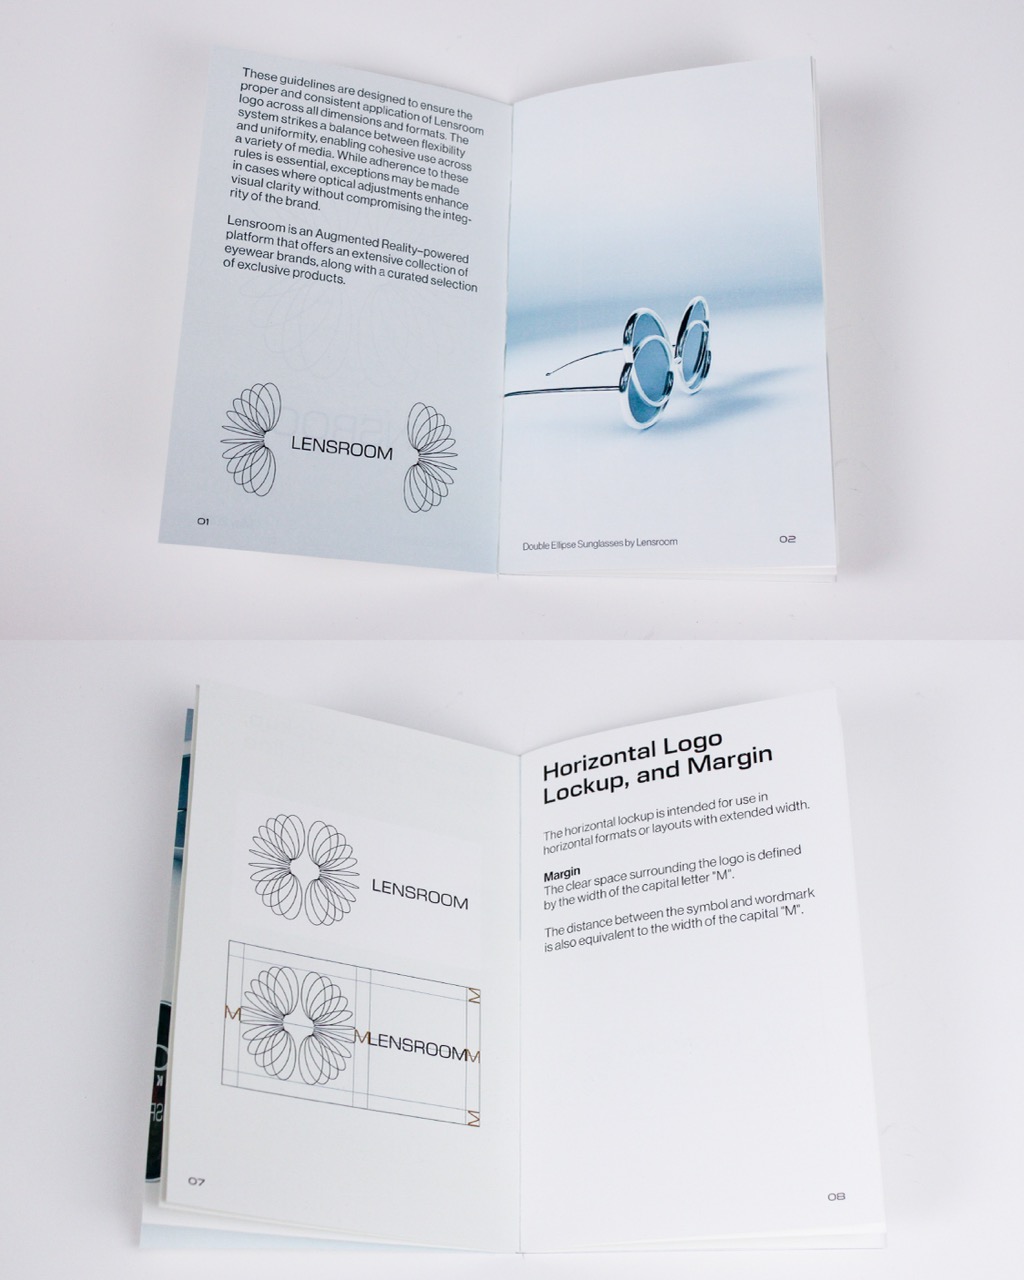 These guidelines are designed to ensure the
proper and consistent application of Lensroom
logo across all dimensions and formats. The
system strikes a balance between flexibility
and uniformity, enabling cohesive use across
a variety of media. While adherence to these
rules is essential, exceptions may be made
in cases where optical adjustments enhance
visual clarity without compromising the integ-
rity of the brand.
Lensroom is an Augmented Reality–powered
platform that offers an extensive collection of
eyewear brands, along with a curated selection
of exclusive products.
LENSROOM
01
Double Ellipse Sunglasses by Lensroom
02
LENSROOM
M
M
M
LENSROOM
M
M
07
Horizontal Logo
Lockup, and Margin
The horizontal lockup is intended for use in
horizontal formats or layouts with extended width.
Margin
The clear space surrounding the logo is defined
by the width of the capital letter “M”.
The distance between the symbol and wordmark
is also equivalent to the width of the capital “M”.
08